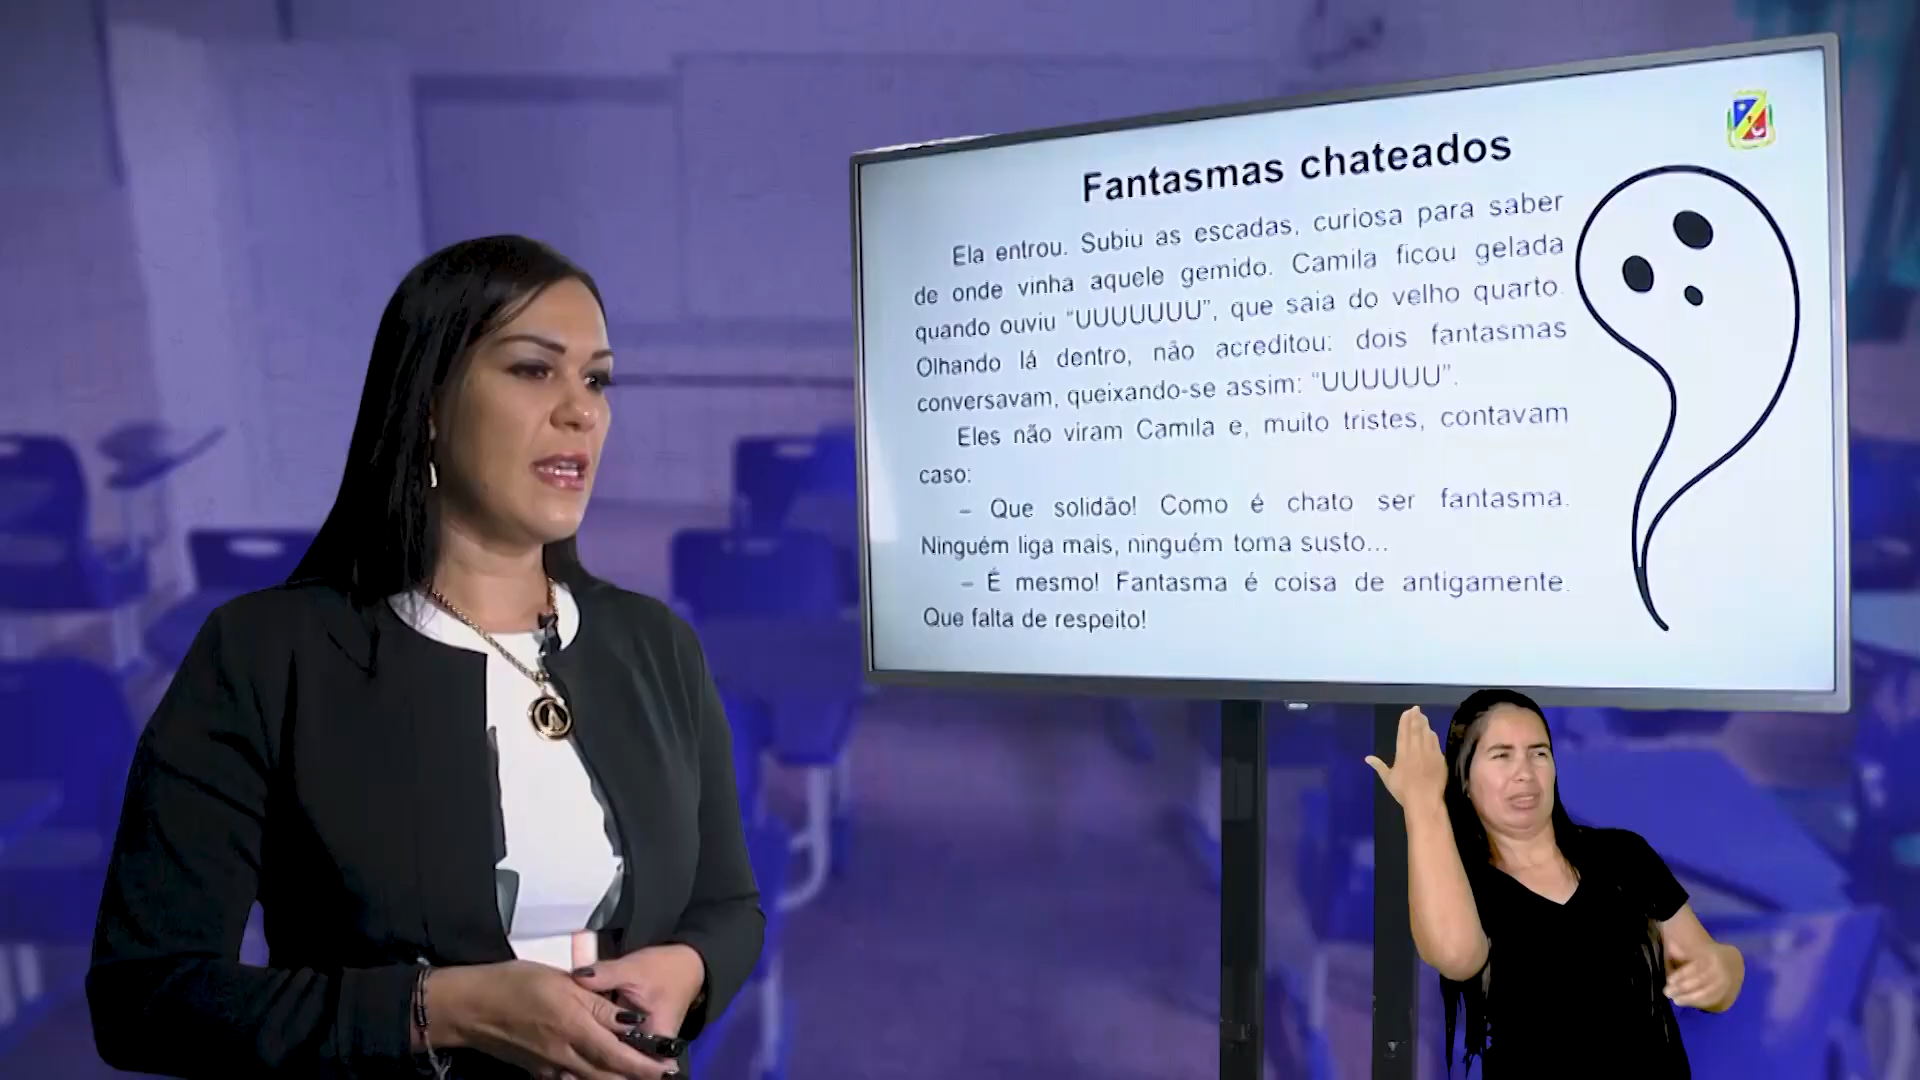 Fantasmas chateados
Ela entrou. Subiu as escadas, curiosa para saber
de onde vinha aquele gemido. Camila ficou gelada
quando ouviu “UUUUUUU”, que saia do velho quarto.
Olhando lá dentro, não acreditou: dois fantasmas
conversavam, queixando-se assim: “UUUUUU”.
Eles não viram Camila e, muito tristes, contavam
caso:
– Que solidão! Como é chato ser fantasma.
Ninguém liga mais, ninguém toma susto...
– É mesmo! Fantasma é coisa de antigamente.
Que falta de respeito!